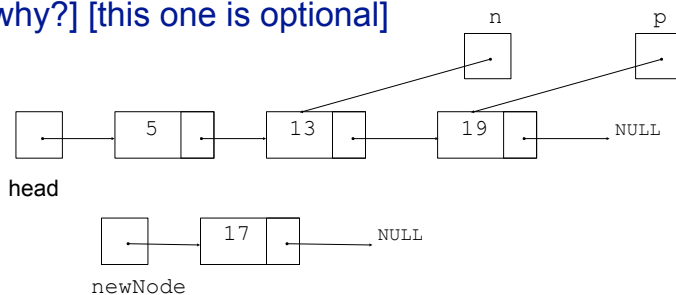 why?] [this one is optional]
n p
5 13 19 NULL
head
17 NULL
newNode